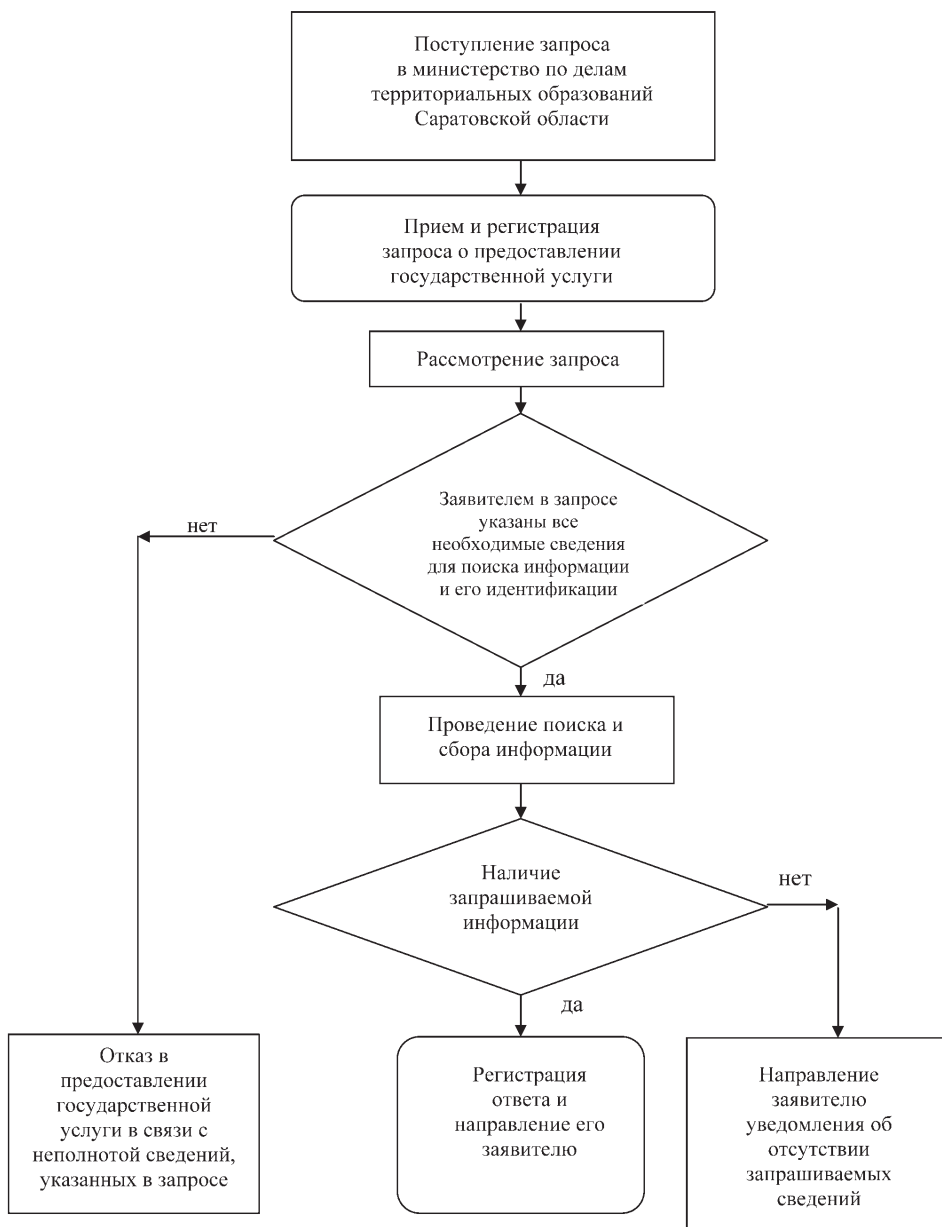 Поступление запроса
в министерство по делам
территориальных образований
Саратовской области
Прием и регистрация
запроса о предоставлении
государственной услуги
Рассмотрение запроса
Заявителем в запросе
указаны все
необходимые сведения
для поиска информации
и его идентификации
нет
да
Проведение поиска и
сбора информации
Наличие
запрашиваемой
информации
нет
да
Отказ в
предоставлении
государственной
услуги в связи с
неполнотой сведений,
указанных в запросе
Регистрация
ответа и
направление его
заявителю
Направление
заявителю
уведомления об
отсутствии
запрашиваемых
сведений